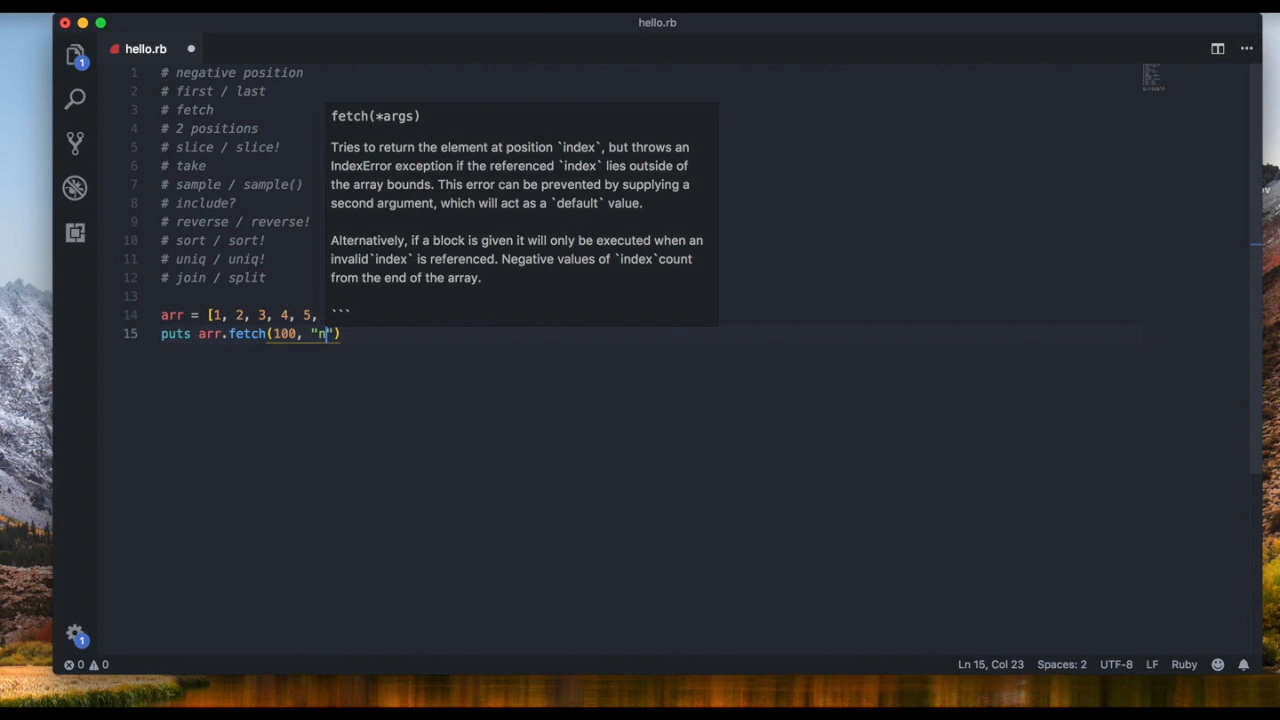 hello.rb
hello.rb
1
1 # negative position
2 # first / last
3 # fetch
4 # 2 positions
5 # slice / slice!
6 # take
7 # sample / sample()
8 # include?
9 # reverse / reverse!
10 # sort / sort!
11 # uniq / uniq!
12 # join / split
13
14 arr = [1, 2, 3, 4, 5,
15 puts arr.fetch(100, "n")
fetch(*args)
Tries to return the element at position `index`, but throws an
IndexError exception if the referenced `index` lies outside of
the array bounds. This error can be prevented by supplying a
second argument, which will act as a `default` value.
Alternatively, if a block is given it will only be executed when an
invalid`index` is referenced. Negative values of `index`count
from the end of the array.
```
ov
1
0 0
Ln 15, Col 23 Spaces: 2 UTF-8 LF Ruby